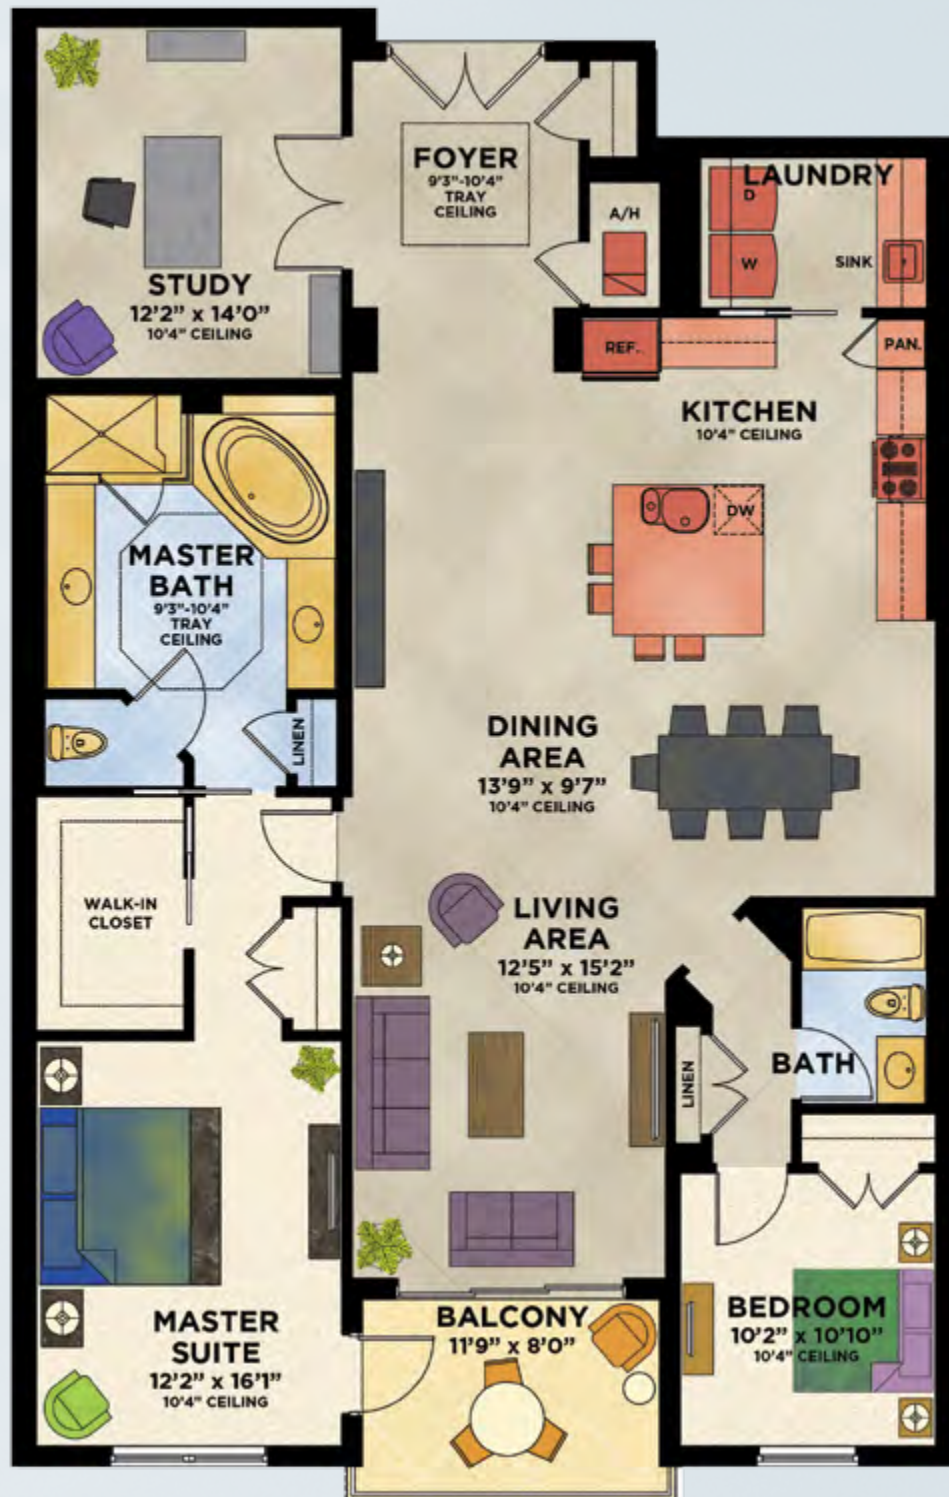 FOYER
9'3"-10'4"
TRAY
CEILING
LAUNDRY
D
W
SINK
A/H
STUDY
12'2" x 14'0"
10'4" CEILING
REF.
PAN.
KITCHEN
10'4" CEILING
DW
MASTER
BATH
9'3"-10'4"
TRAY
CEILING
LINEN
DINING
AREA
13'9" x 9'7"
10'4" CEILING
WALK-IN
CLOSET
LIVING
AREA
12'5" x 15'2"
10'4" CEILING
BATH
LINEN
MASTER
SUITE
12'2" x 16'1"
10'4" CEILING
BALCONY
11'9" x 8'0"
BEDROOM
10'2" x 10'10"
10'4" CEILING